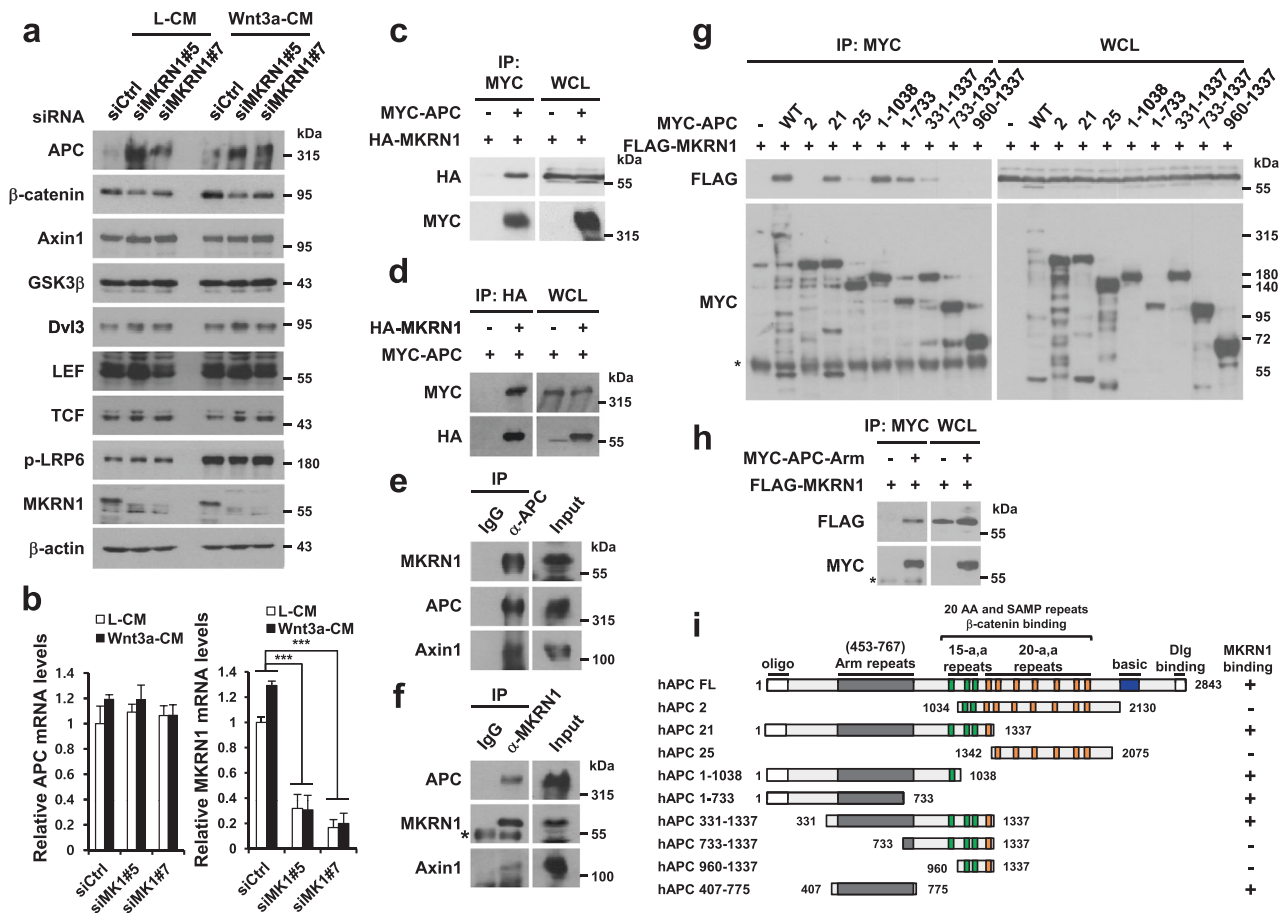 a
L-CM Wnt3a-CM
siRNA siCtrl siMKRN1#5 siMKRN1#7 siCtrl siMKRN1#5 siMKRN1#7
kDa
APC 315
β-catenin 95
Axin1 95
GSK3β 43
Dvl3 95
LEF 55
TCF 43
p-LRP6 180
MKRN1 55
β-actin 43
b
L-CM
Wnt3a-CM
Relative APC mRNA levels
1.4
1.2
1
0.8
0.6
0.4
0.2
0
siCtrl siMK1#5 siMK1#7
Relative MKRN1 mRNA levels
1.4
1.2
1
0.8
0.6
0.4
0.2
0
*** ***
siCtrl siMK1#5 siMK1#7
c
IP: MYC WCL
MYC-APC - + - +
HA-MKRN1 + + + +
kDa
HA 55
MYC 315
d
IP: HA WCL
HA-MKRN1 - + - +
MYC-APC + + + +
kDa
MYC 315
HA 55
e
IP
IgG α-APC Input
kDa
MKRN1 55
APC 315
Axin1 100
f
IP
IgG α-MKRN1 Input
kDa
APC 315
MKRN1 55
*
Axin1 100
g
IP: MYC WCL
MYC-APC - WT 2 21 25 1-1038 1-733 331-1337 733-1337 960-1337 - WT 2 21 25 1-1038 1-733 331-1337 733-1337 960-1337
FLAG-MKRN1 + + + + + + + + + + + + + + + + + + + +
kDa
FLAG 55
MYC
315
180
140
95
72
55
*
h
IP: MYC WCL
MYC-APC-Arm - + - +
FLAG-MKRN1 + + + +
kDa
FLAG 55
MYC 55
*
i
20 AA and SAMP repeats
β-catenin binding
oligo (453-767) Arm repeats 15-a,a repeats 20-a,a repeats basic Dlg binding MKRN1 binding
hAPC FL 1 2843 +
hAPC 2 1034 2130 -
hAPC 21 1 1337 +
hAPC 25 1342 2075 -
hAPC 1-1038 1 1038 +
hAPC 1-733 1 733 +
hAPC 331-1337 331 1337 +
hAPC 733-1337 733 1337 -
hAPC 960-1337 960 1337 -
hAPC 407-775 407 775 +